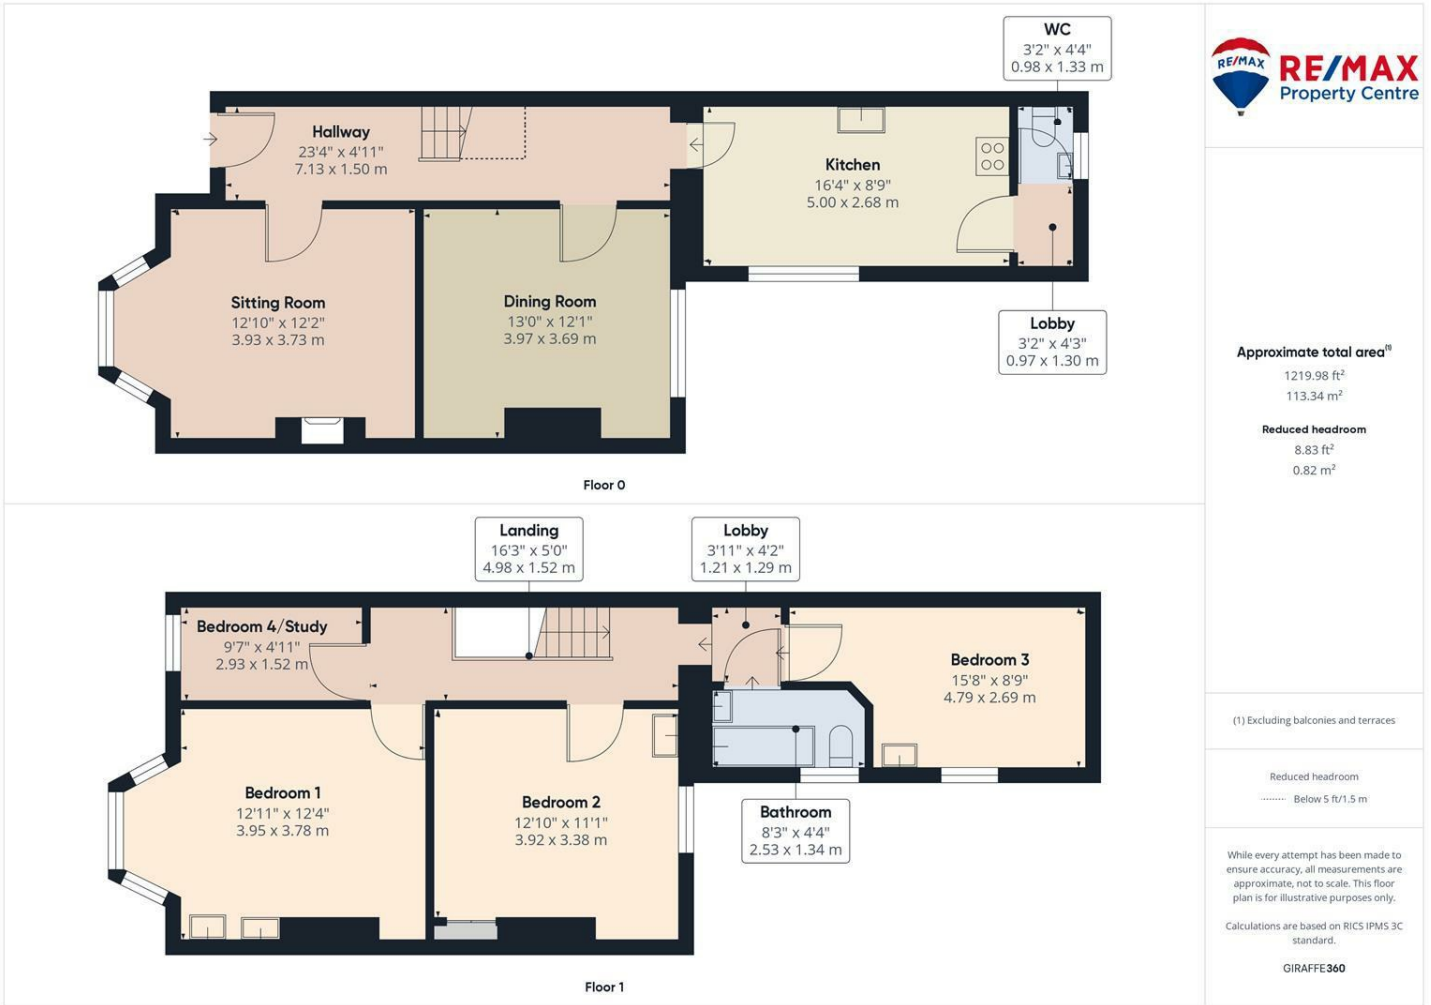 WC
3'2" x 4'4"
0.98 x 1.33 m
RE/MAX
RE/MAX
Property Centre
Hallway
23'4" x 4'11"
7.13 x 1.50 m
Kitchen
16'4" x 8'9"
5.00 x 2.68 m
Sitting Room
12'10" x 12'2"
3.93 x 3.73 m
Dining Room
13'0" x 12'1"
3.97 x 3.69 m
Lobby
3'2" x 4'3"
0.97 x 1.30 m
Floor 0
Approximate total area(1)
1219.98 ft²
113.34 m²
Reduced headroom
8.83 ft²
0.82 m²
Landing
16'3" x 5'0"
4.98 x 1.52 m
Lobby
3'11" x 4'2"
1.21 x 1.29 m
Bedroom 4/Study
9'7" x 4'11"
2.93 x 1.52 m
Bedroom 3
15'8" x 8'9"
4.79 x 2.69 m
Bedroom 1
12'11" x 12'4"
3.95 x 3.78 m
Bedroom 2
12'10" x 11'1"
3.92 x 3.38 m
Bathroom
8'3" x 4'4"
2.53 x 1.34 m
Floor 1
(1) Excluding balconies and terraces
Reduced headroom
Below 5 ft/1.5 m
While every attempt has been made to
ensure accuracy, all measurements are
approximate, not to scale. This floor
plan is for illustrative purposes only.
Calculations are based on RICS IPMS 3C
standard.
GIRAFFE360